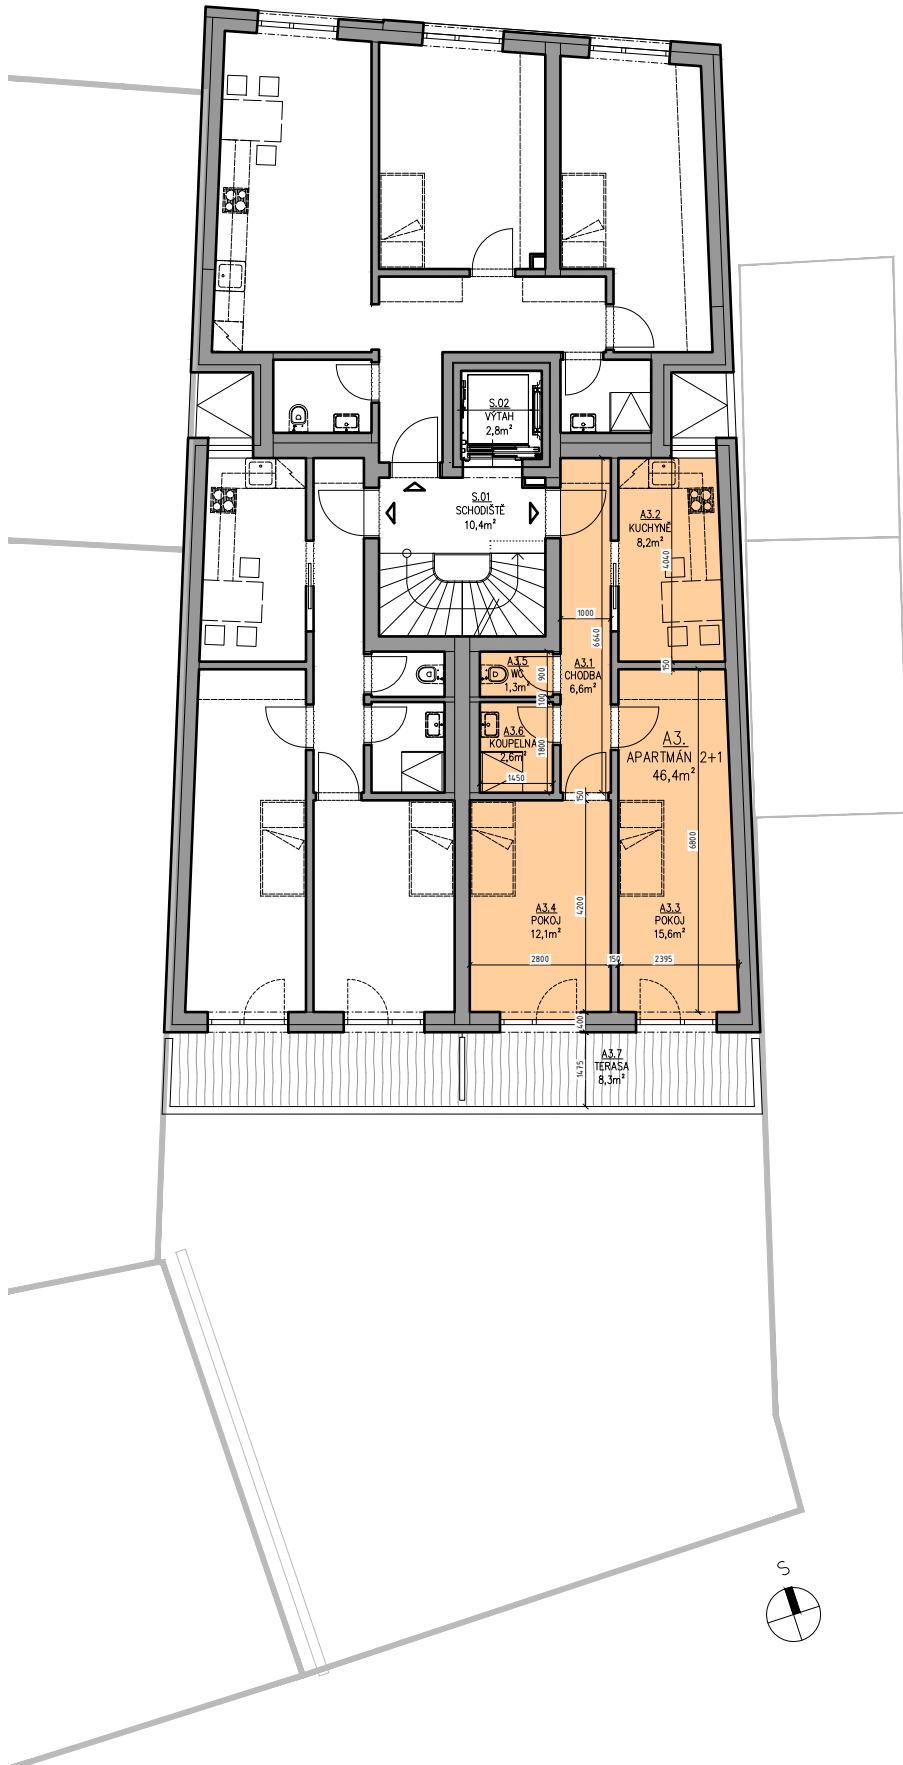 S.02
VÝTAH
2,8m²
S.01
SCHODIŠTĚ
10,4m²
A3.2
KUCHYNĚ
8,2m²
4040
1000
6640
A3.5
WC
1,3m²
900
A3.1
CHODBA
6,6m²
150
100
A3.6
KOUPELNA
2,6m²
1800
1450
A3.
APARTMÁN 2+1
46,4m²
150
6800
4200
A3.4
POKOJ
12,1m²
A3.3
POKOJ
15,6m²
2800
150
2395
400
1475
A3.7
TERASA
8,3m²
S